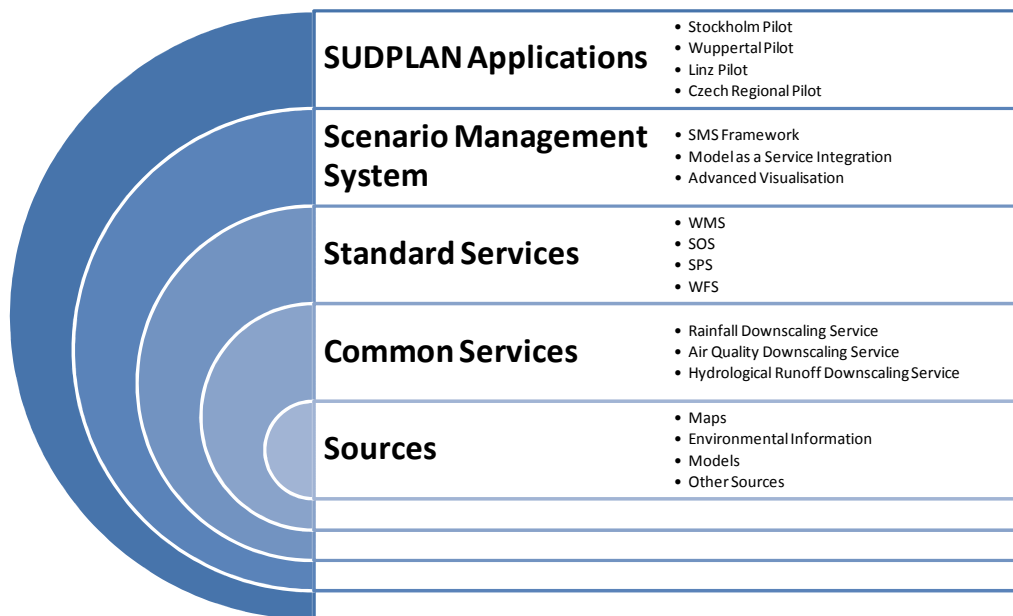 SUDPLAN Applications
• Stockholm Pilot
• Wuppertal Pilot
• Linz Pilot
• Czech Regional Pilot
Scenario Management
System
• SMS Framework
• Model as a Service Integration
• Advanced Visualisation
Standard Services
• WMS
• SOS
• SPS
• WFS
Common Services
• Rainfall Downscaling Service
• Air Quality Downscaling Service
• Hydrological Runoff Downscaling Service
Sources
• Maps
• Environmental Information
• Models
• Other Sources